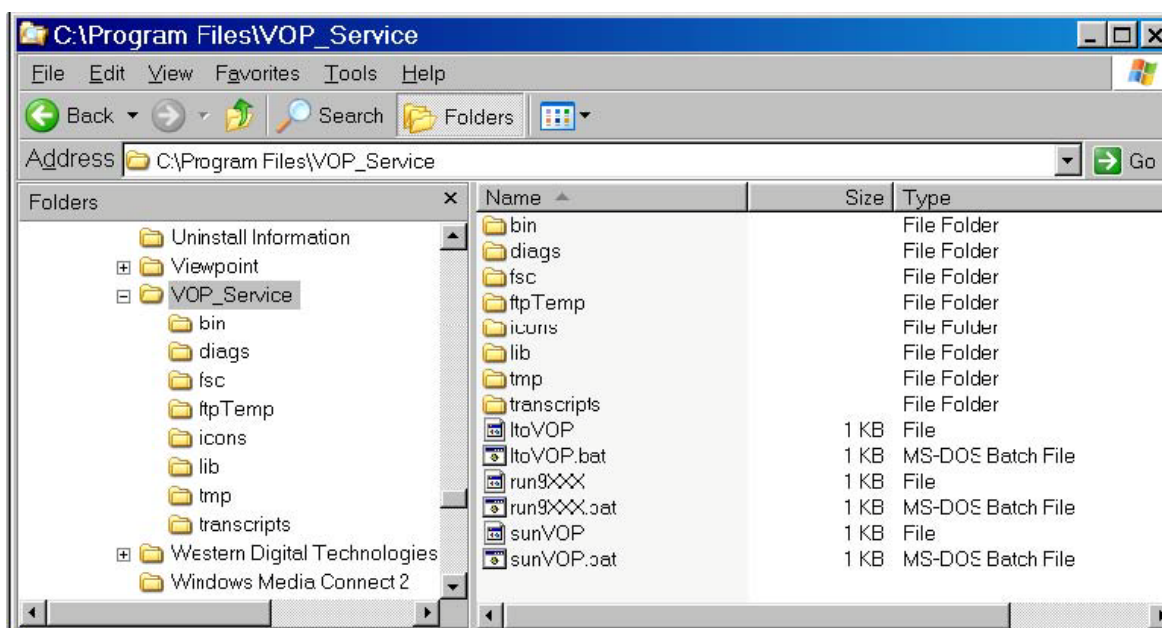 C:\Program Files\VOP_Service
File Edit View Favorites Tools Help
Back Search Folders
Address C:\Program Files\VOP_Service Go
Folders
Uninstall Information
Viewpoint
VOP_Service
bin
diags
fsc
ftpTemp
icons
lib
tmp
transcripts
Western Digital Technologies
Windows Media Connect 2
Name Size Type
bin File Folder
diags File Folder
fsc File Folder
ftpTemp File Folder
icons File Folder
lib File Folder
tmp File Folder
transcripts File Folder
ltoVOP 1 KB File
ltoVOP.bat 1 KB MS-DOS Batch File
run9XXX 1 KB File
run9XXX.bat 1 KB MS-DOS Batch File
sunVOP 1 KB File
sunVOP.bat 1 KB MS-DOS Batch File